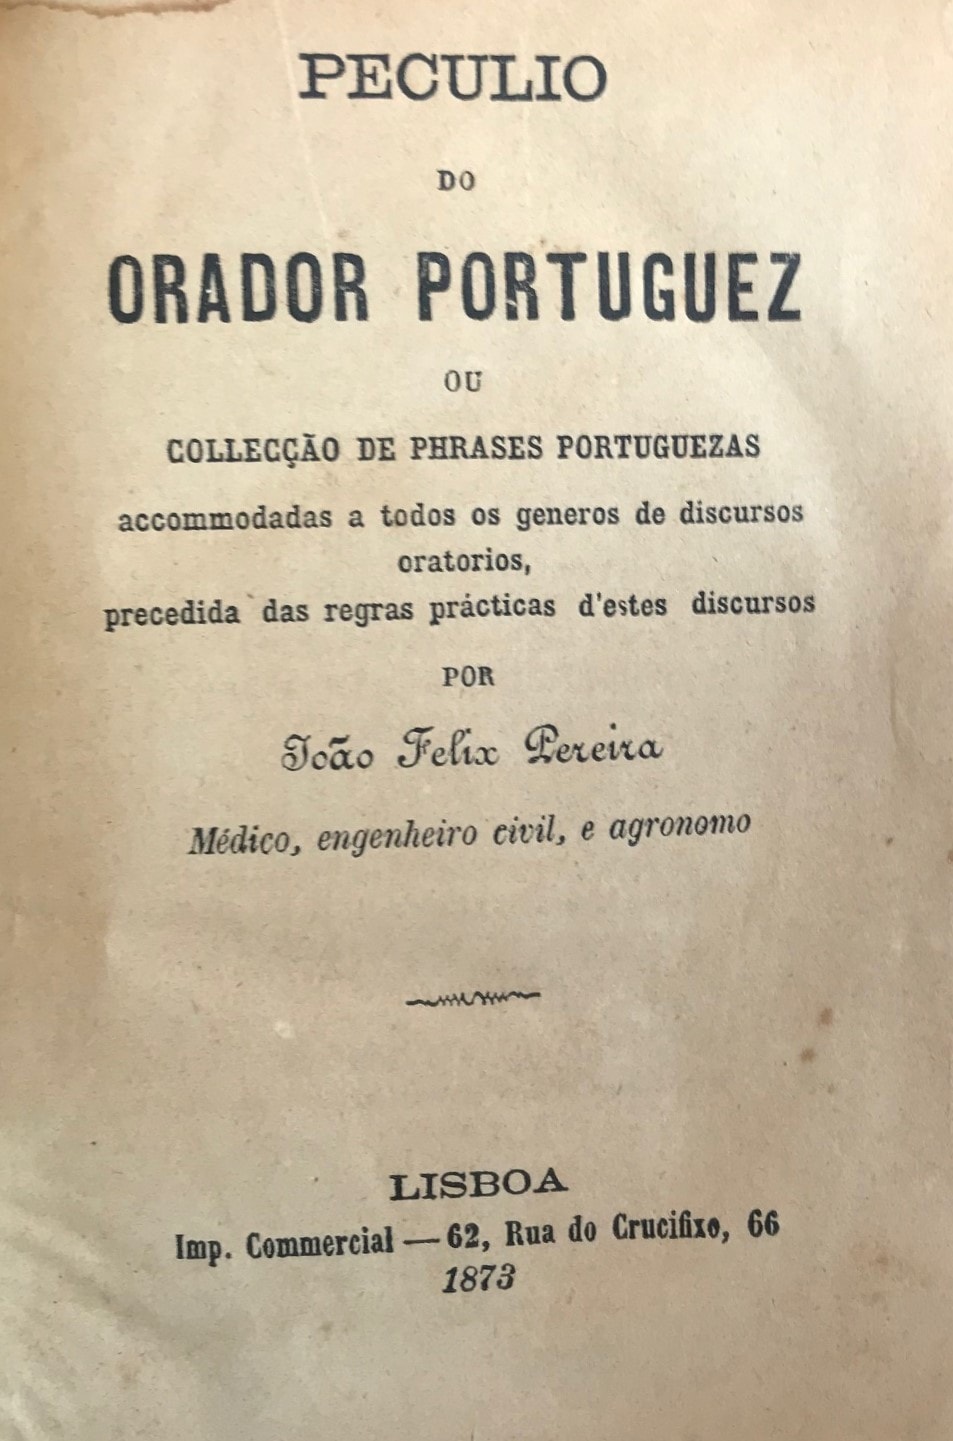 PECULIO
DO
ORADOR PORTUGUEZ
OU
COLLECÇÃO DE PHRASES PORTUGUEZAS
accommodadas a todos os generos de discursos
oratorios,
precedida das regras prácticas d'estes discursos
POR
João Felix Pereira
Médico, engenheiro civil, e agronomo
LISBOA
Imp. Commercial — 62, Rua do Crucifixo, 66
1873